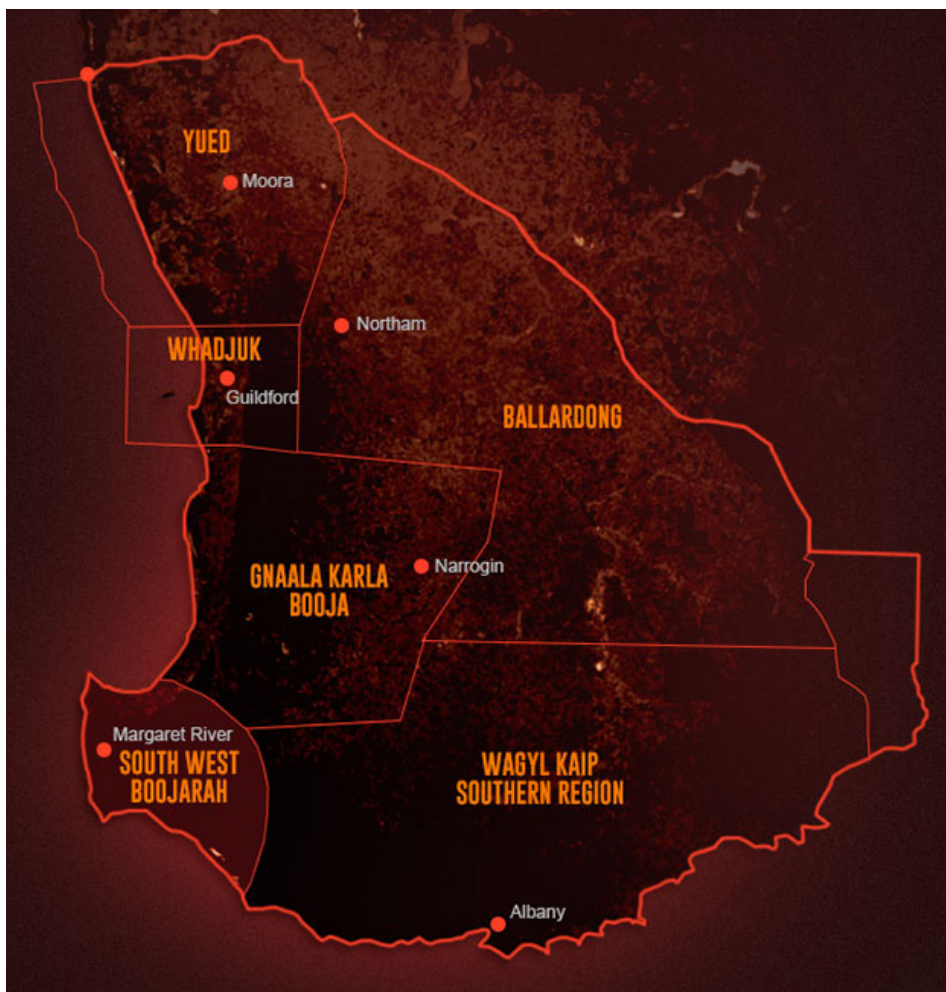 YUED
Moora
Northam
WHADJUK
Guildford
BALLARDONG
GNAALA KARLA
BOOJA
Narrogin
Margaret River
SOUTH WEST
BOOJARAH
WAGYL KAIP
SOUTHERN REGION
Albany